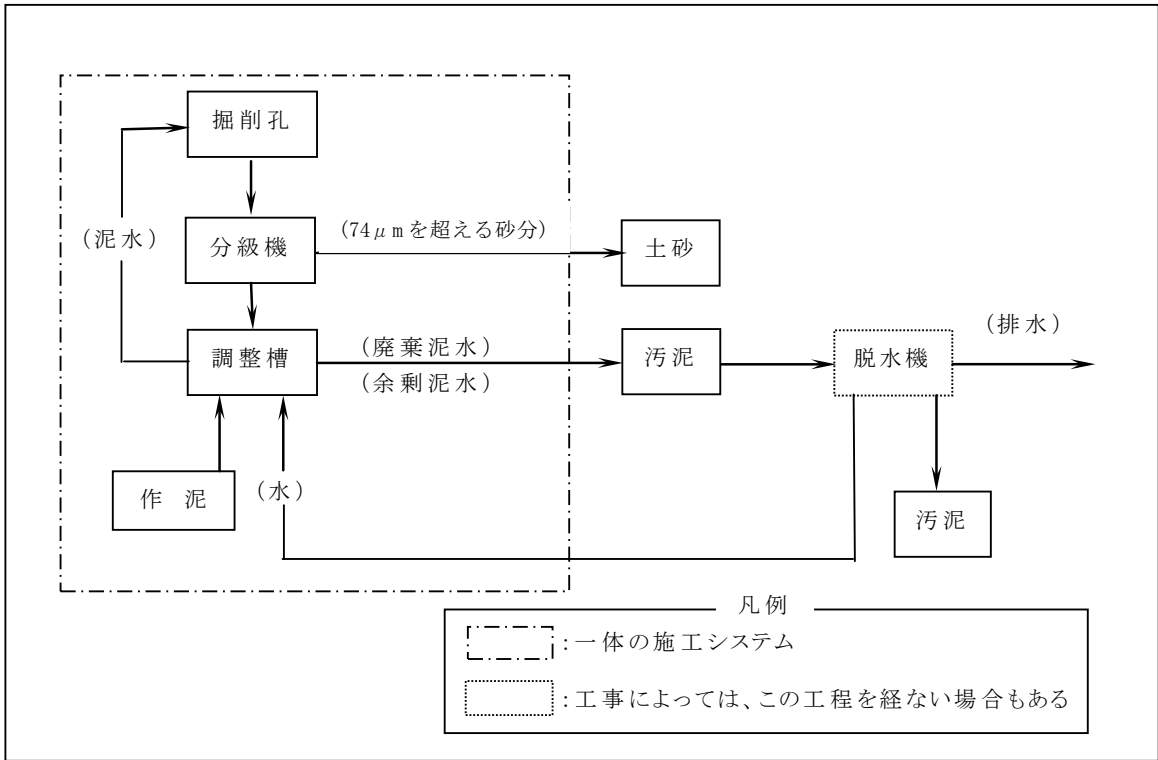 掘削孔
(泥水)
分級機
(74μmを超える砂分)
土砂
調整槽
(廃棄泥水)
(余剰泥水)
汚泥
脱水機
(排水)
作 泥
(水)
汚泥
凡例
:一体の施工システム
:工事によっては、この工程を経ない場合もある